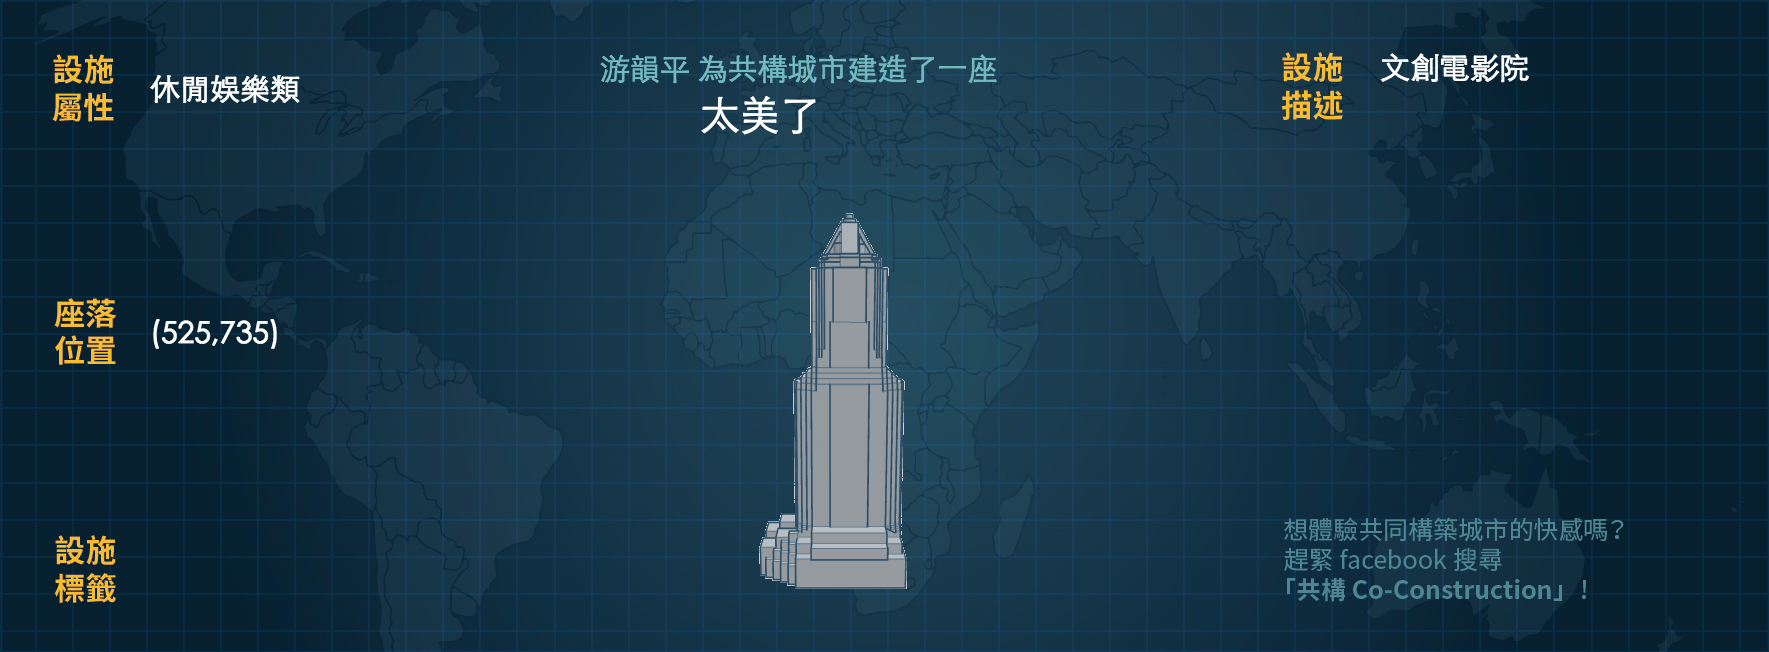 設施
屬性
休閒娛樂類
游韻平 為共構城市建造了一座
太美了
設施
描述
文創電影院
座落
位置
(525,735)
設施
標籤
想體驗共同構築城市的快感嗎？
趕緊 facebook 搜尋
「共構 Co-Construction」！